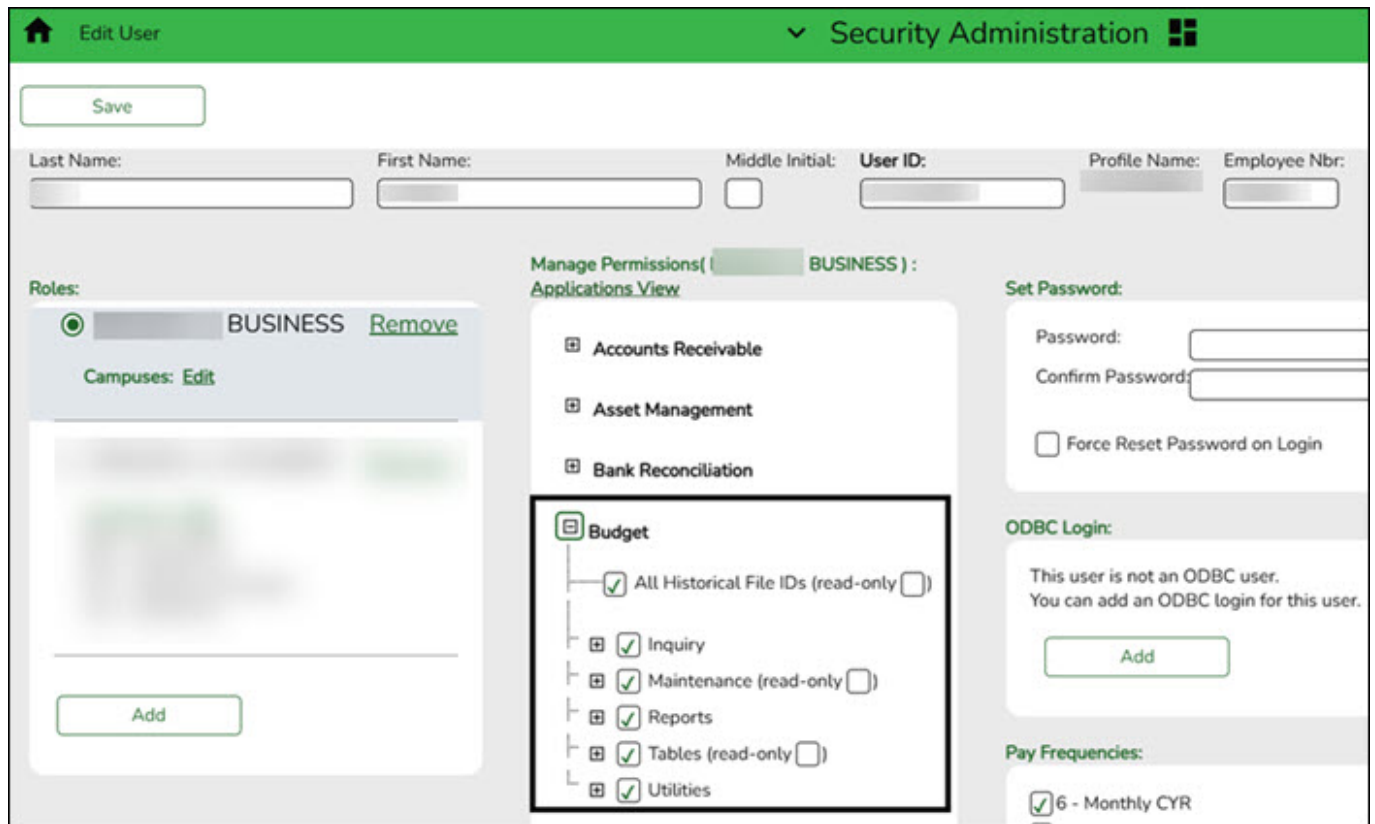 Edit User
Security Administration
Save
Last Name:
First Name:
Middle Initial:
User ID:
Profile Name:
Employee Nbr:
Roles:
BUSINESS Remove
Campuses: Edit
Add
Manage Permissions( BUSINESS ) :
Applications View
Accounts Receivable
Asset Management
Bank Reconciliation
Budget
All Historical File IDs (read-only )
Inquiry
Maintenance (read-only )
Reports
Tables (read-only )
Utilities
Set Password:
Password:
Confirm Password:
Force Reset Password on Login
ODBC Login:
This user is not an ODBC user.
You can add an ODBC login for this user.
Add
Pay Frequencies:
6 - Monthly CYR